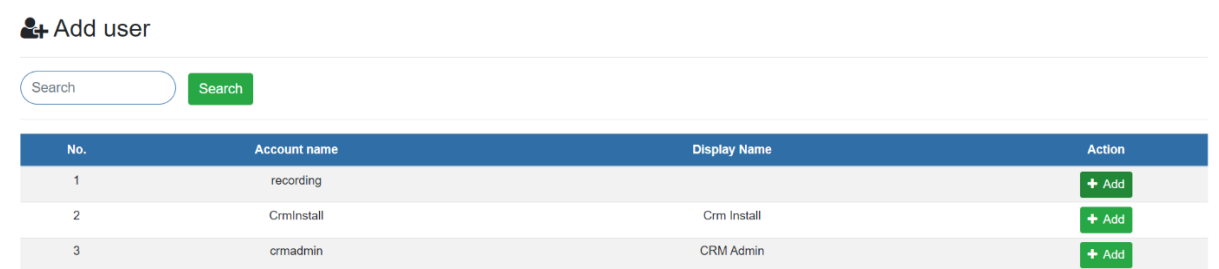 Add user
Search Search
No. Account name Display Name Action
1 recording + Add
2 CrmInstall Crm Install + Add
3 crmadmin CRM Admin + Add